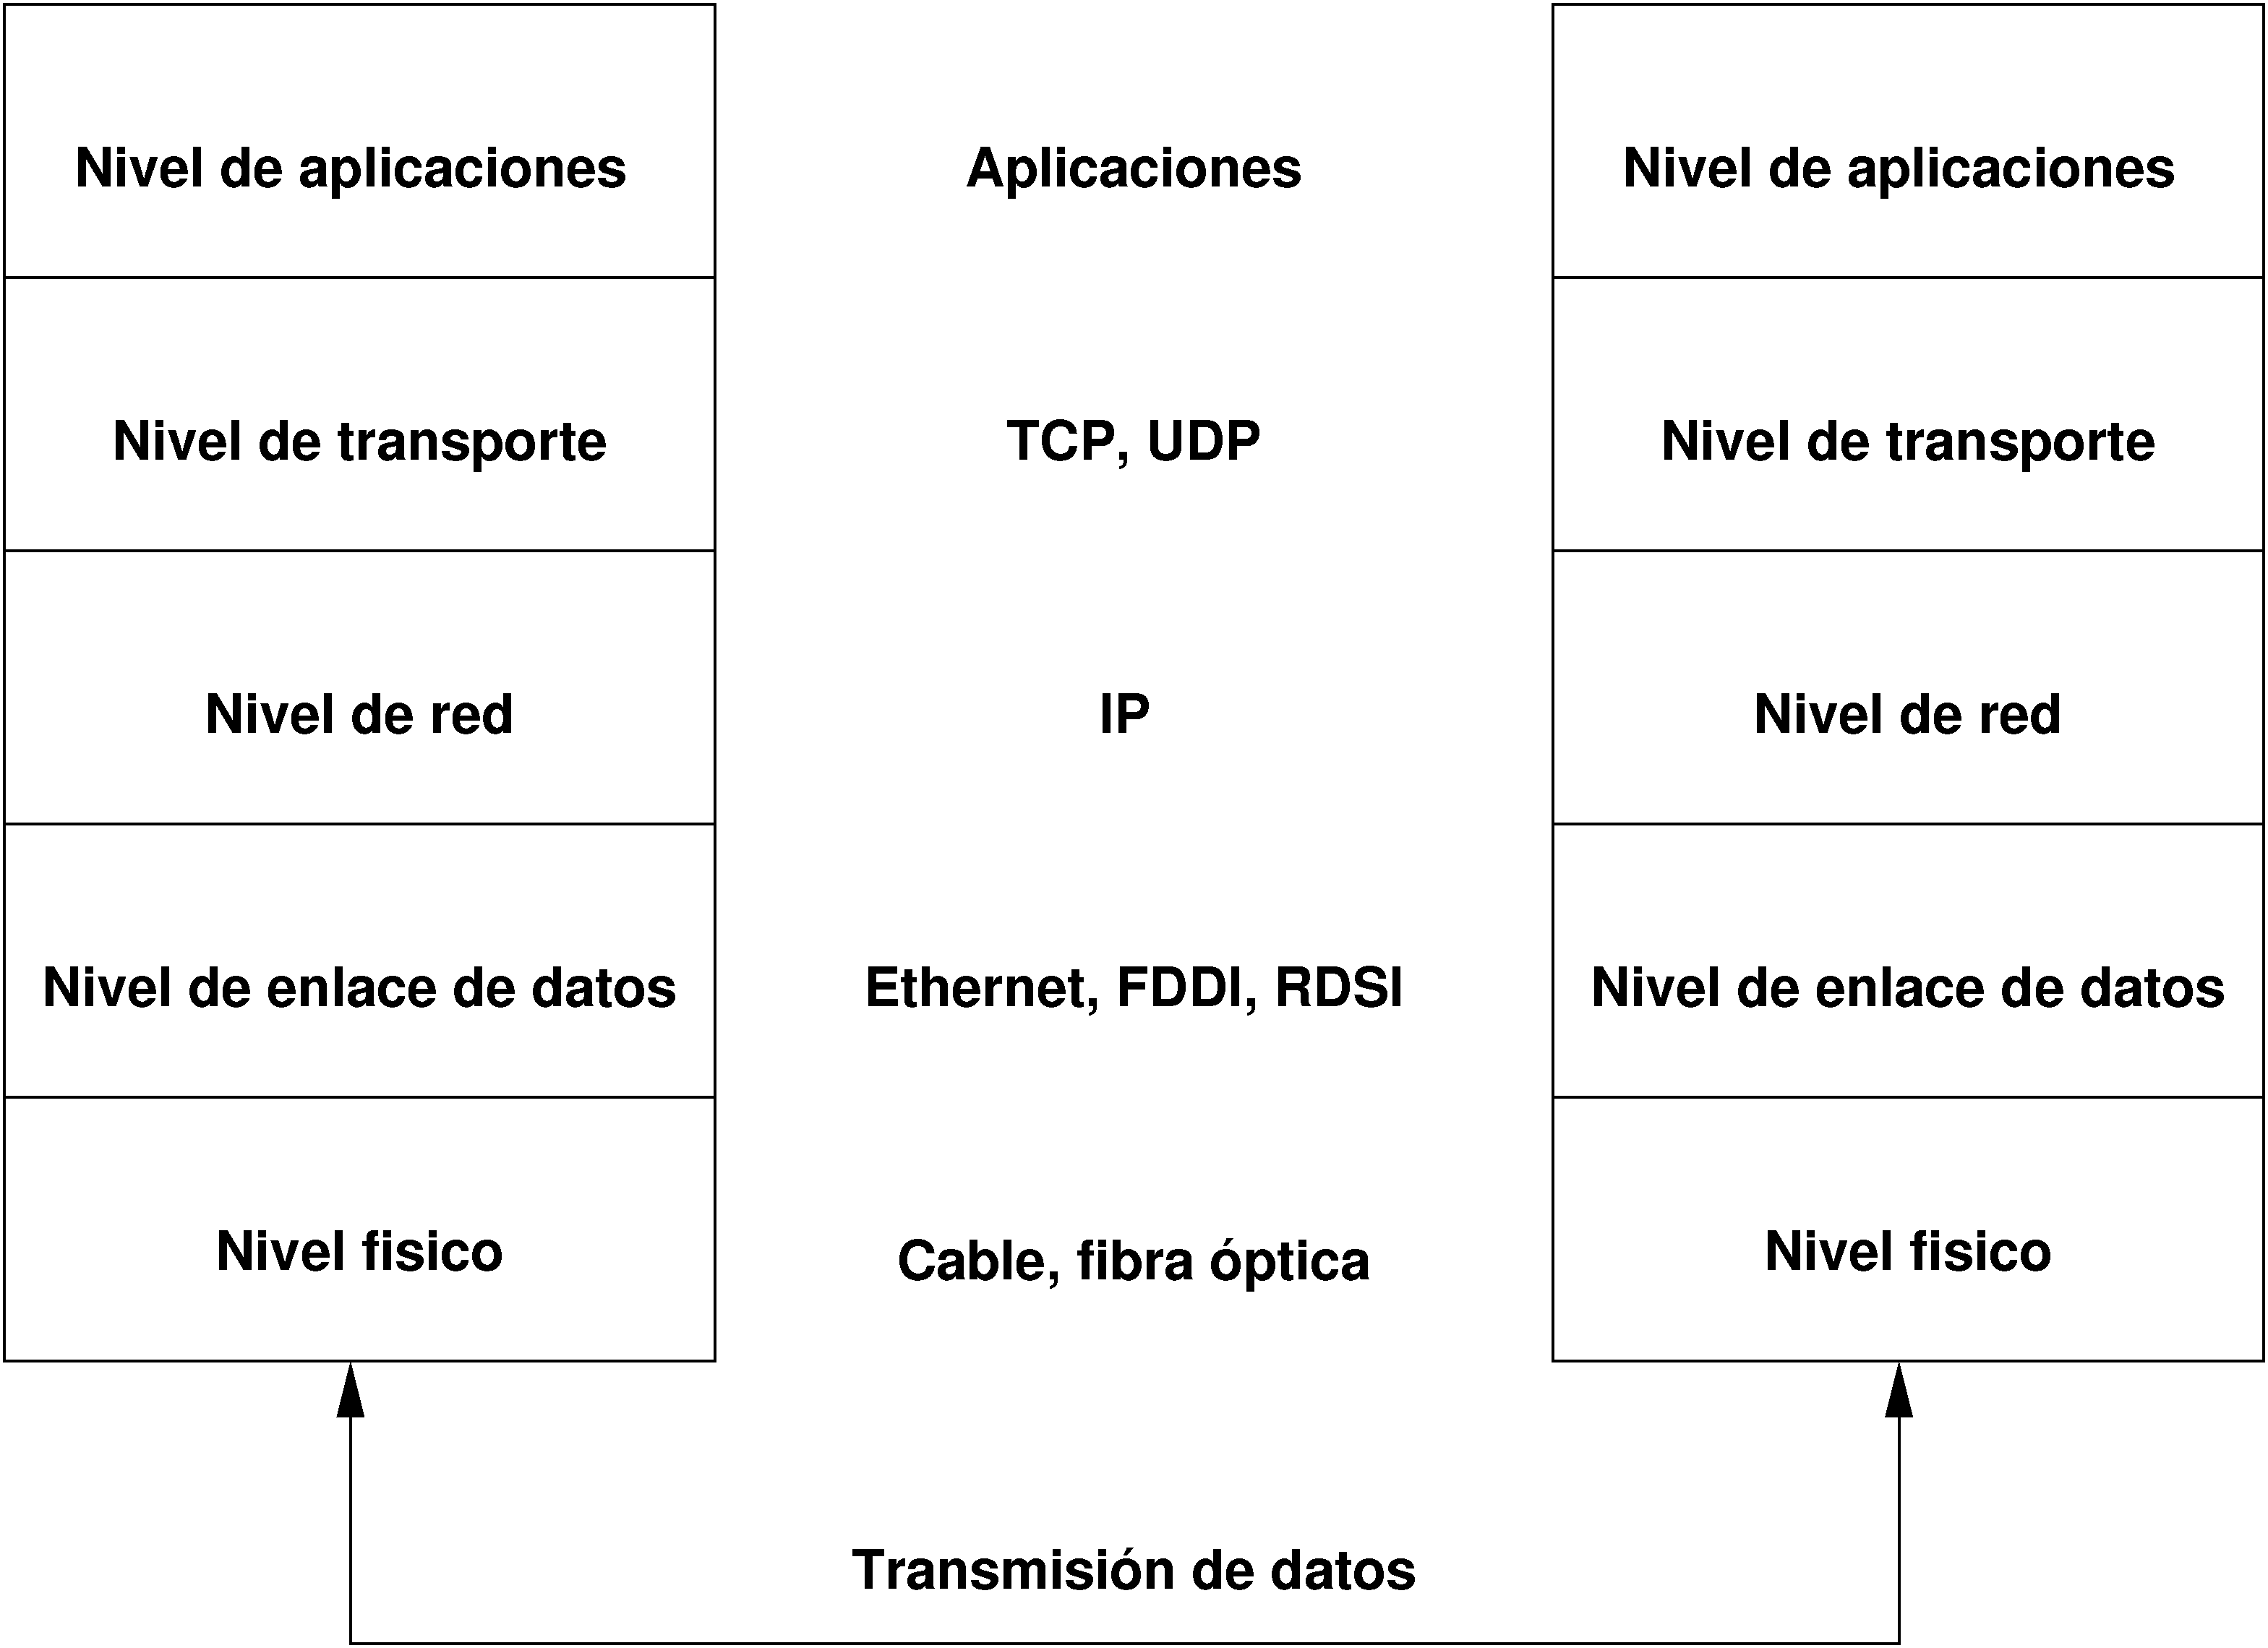 Nivel de aplicaciones
Aplicaciones
Nivel de aplicaciones
Nivel de transporte
TCP, UDP
Nivel de transporte
Nivel de red
IP
Nivel de red
Nivel de enlace de datos
Ethernet, FDDI, RDSI
Nivel de enlace de datos
Nivel fisico
Cable, fibra óptica
Nivel fisico
Transmisión de datos